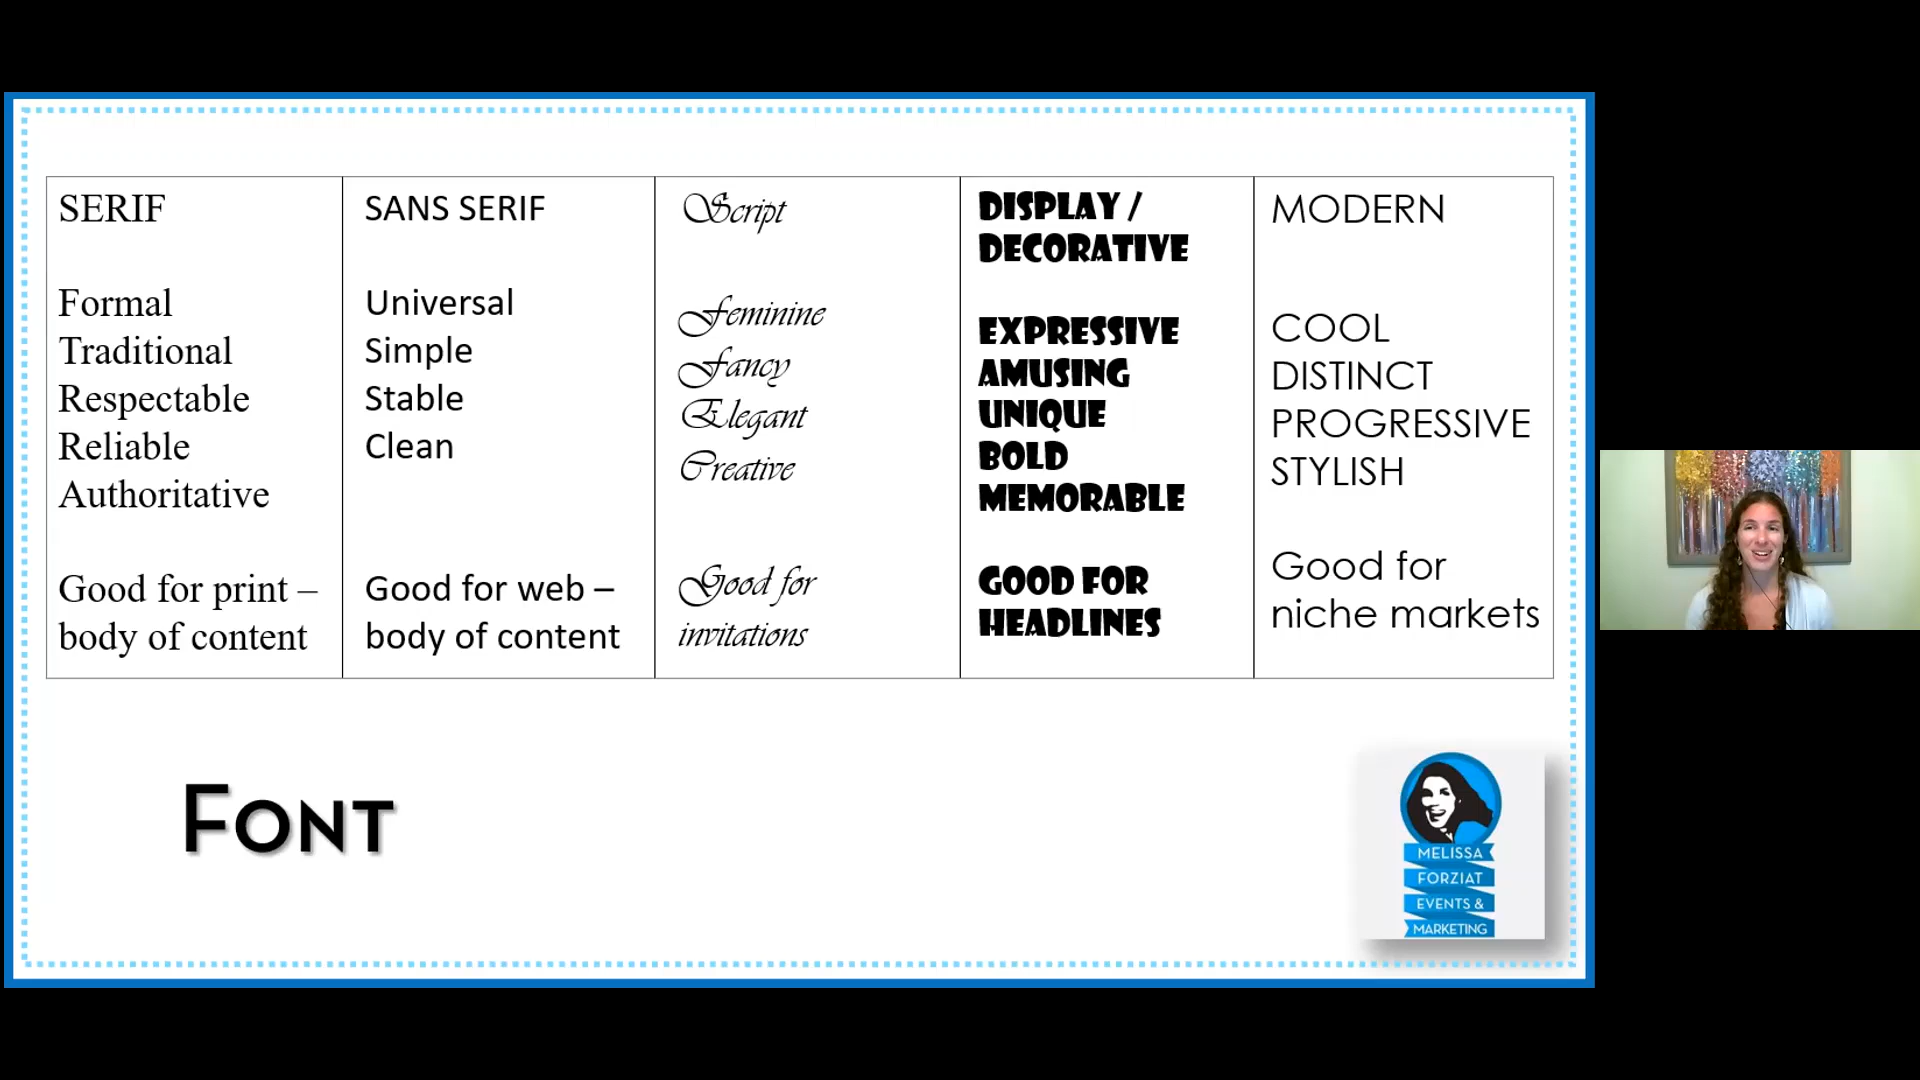 SERIF
Formal
Traditional
Respectable
Reliable
Authoritative
Good for print –
body of content
SANS SERIF
Universal
Simple
Stable
Clean
Good for web –
body of content
Script
Feminine
Fancy
Elegant
Creative
Good for
invitations
DISPLAY /
DECORATIVE
EXPRESSIVE
AMUSING
UNIQUE
BOLD
MEMORABLE
GOOD FOR
HEADLINES
MODERN
COOL
DISTINCT
PROGRESSIVE
STYLISH
Good for
niche markets
FONT
MELISSA
FORZIAT
EVENTS &
MARKETING